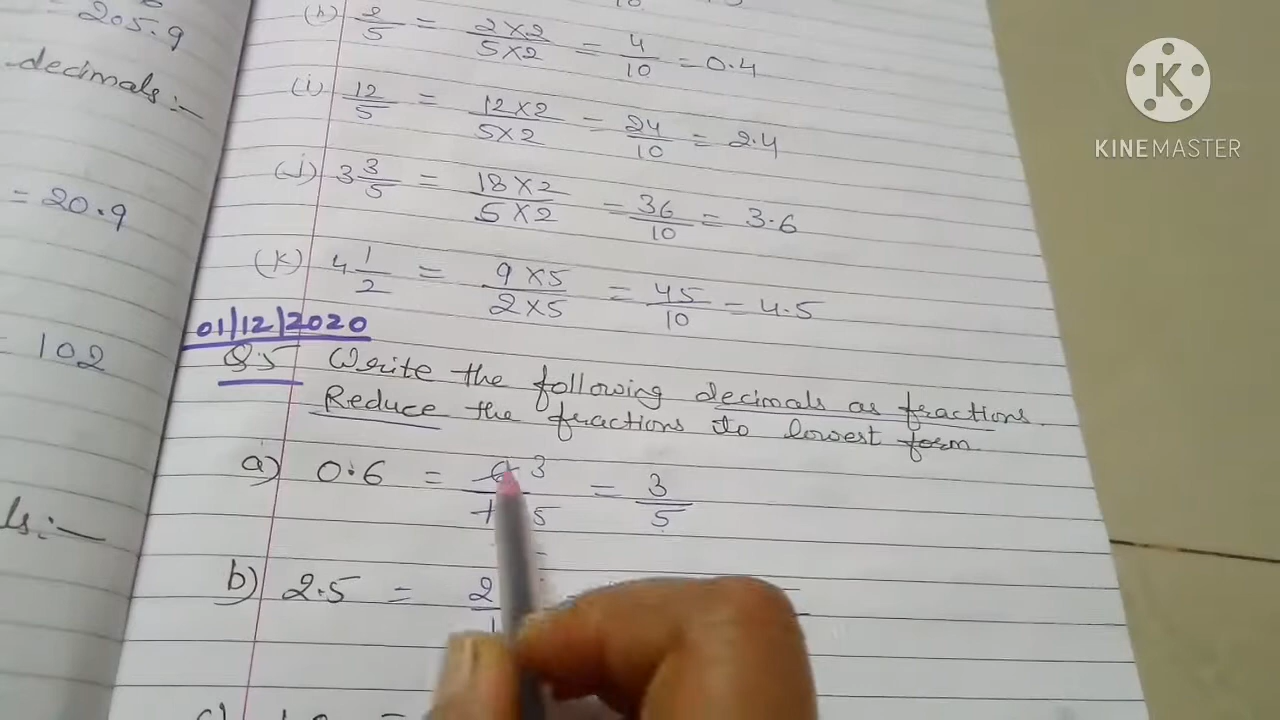 = 205.9
decimals:-
= 20.9
= 102
ls:-
(h) 2/5 = 2×2/5×2 = 4/10 = 0.4
(i) 12/5 = 12×2/5×2 = 24/10 = 2.4
(j) 3 3/5 = 18×2/5×2 = 36/10 = 3.6
(K) 4 1/2 = 9×5/2×5 = 45/10 = 4.5
01/12/2020
Q.5 Write the following decimals as fractions.
Reduce the fractions to lowest form
a) 0.6 = 6 3/1 5 = 3/5
b) 2.5 = 2
c)
K
KINEMASTER